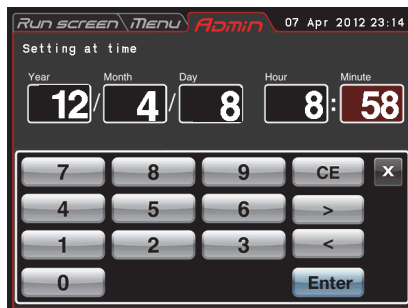 Run screen Menu Admin 07 Apr 2012 23:14
Setting at time
Year Month Day Hour Minute
12/ 4/ 8 8: 58
7 8 9 CE x
4 5 6 >
1 2 3 <
0 Enter